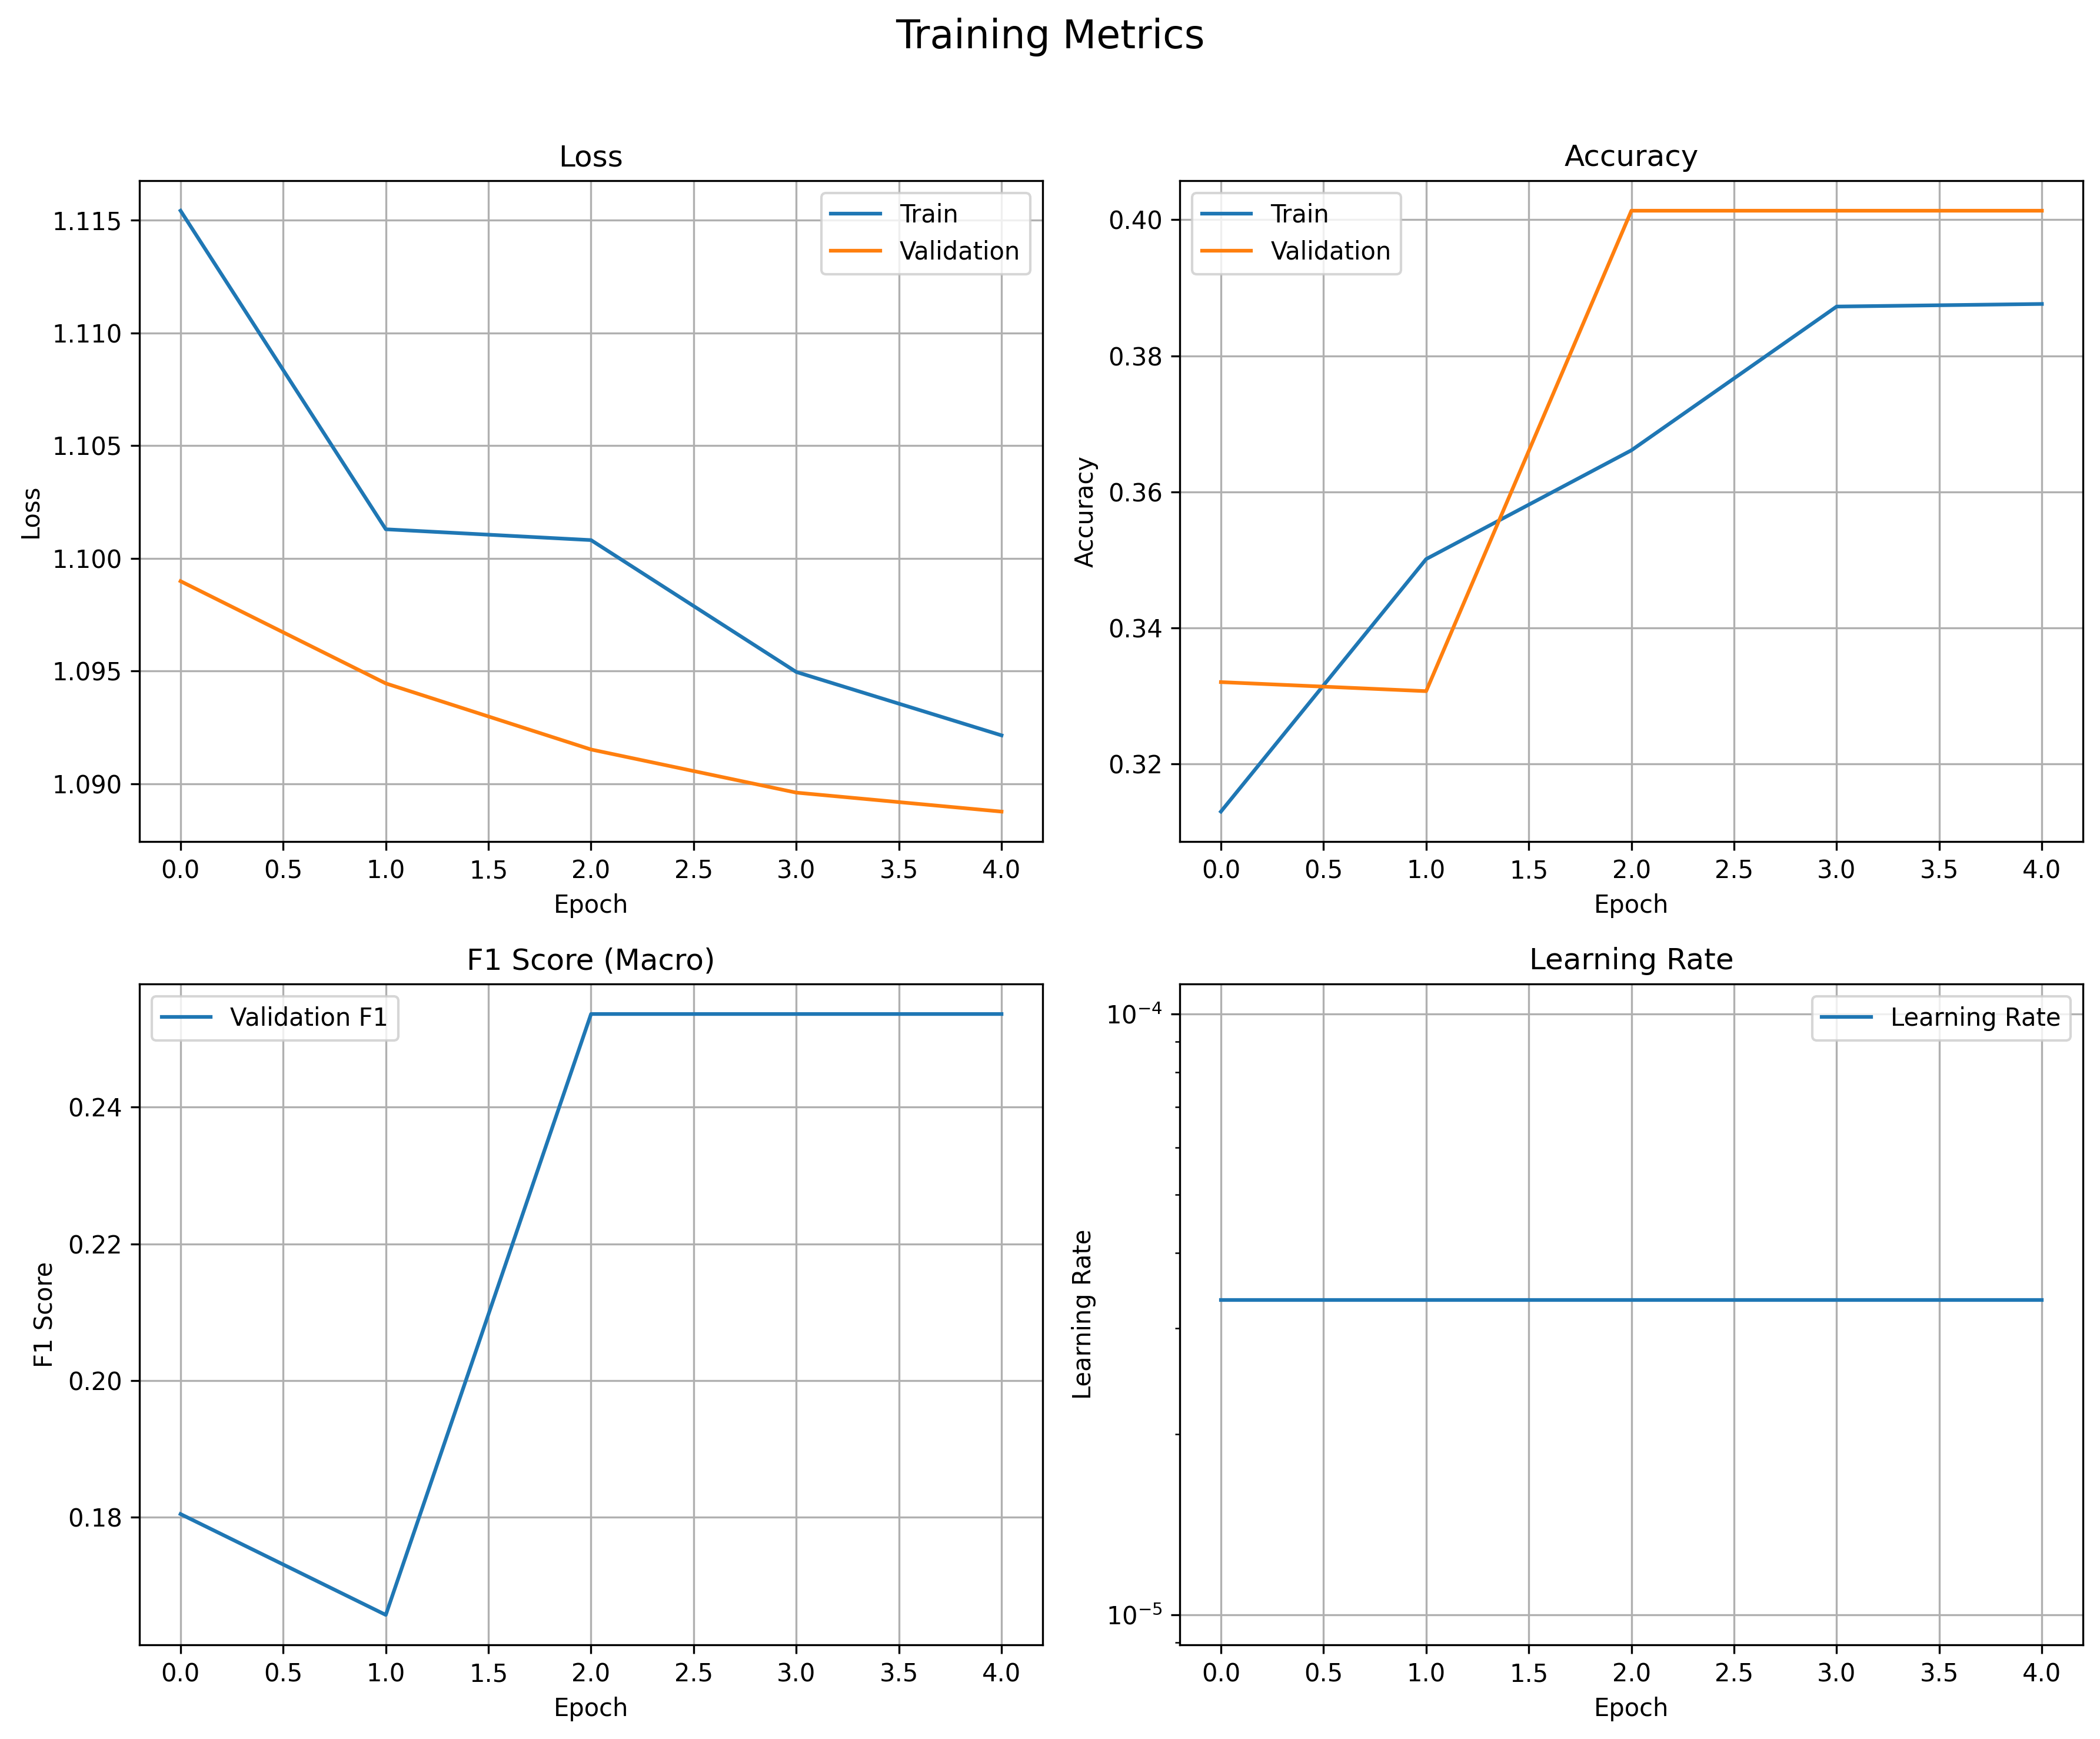 Training Metrics
Loss
Train
Validation
1.115
1.110
1.105
1.100
1.095
1.090
Loss
0.0 0.5 1.0 1.5 2.0 2.5 3.0 3.5 4.0
Epoch
Accuracy
Train
Validation
0.40
0.38
0.36
0.34
0.32
Accuracy
0.0 0.5 1.0 1.5 2.0 2.5 3.0 3.5 4.0
Epoch
F1 Score (Macro)
Validation F1
0.24
0.22
0.20
0.18
F1 Score
0.0 0.5 1.0 1.5 2.0 2.5 3.0 3.5 4.0
Epoch
Learning Rate
Learning Rate
10⁻⁴
10⁻⁵
Learning Rate
0.0 0.5 1.0 1.5 2.0 2.5 3.0 3.5 4.0
Epoch